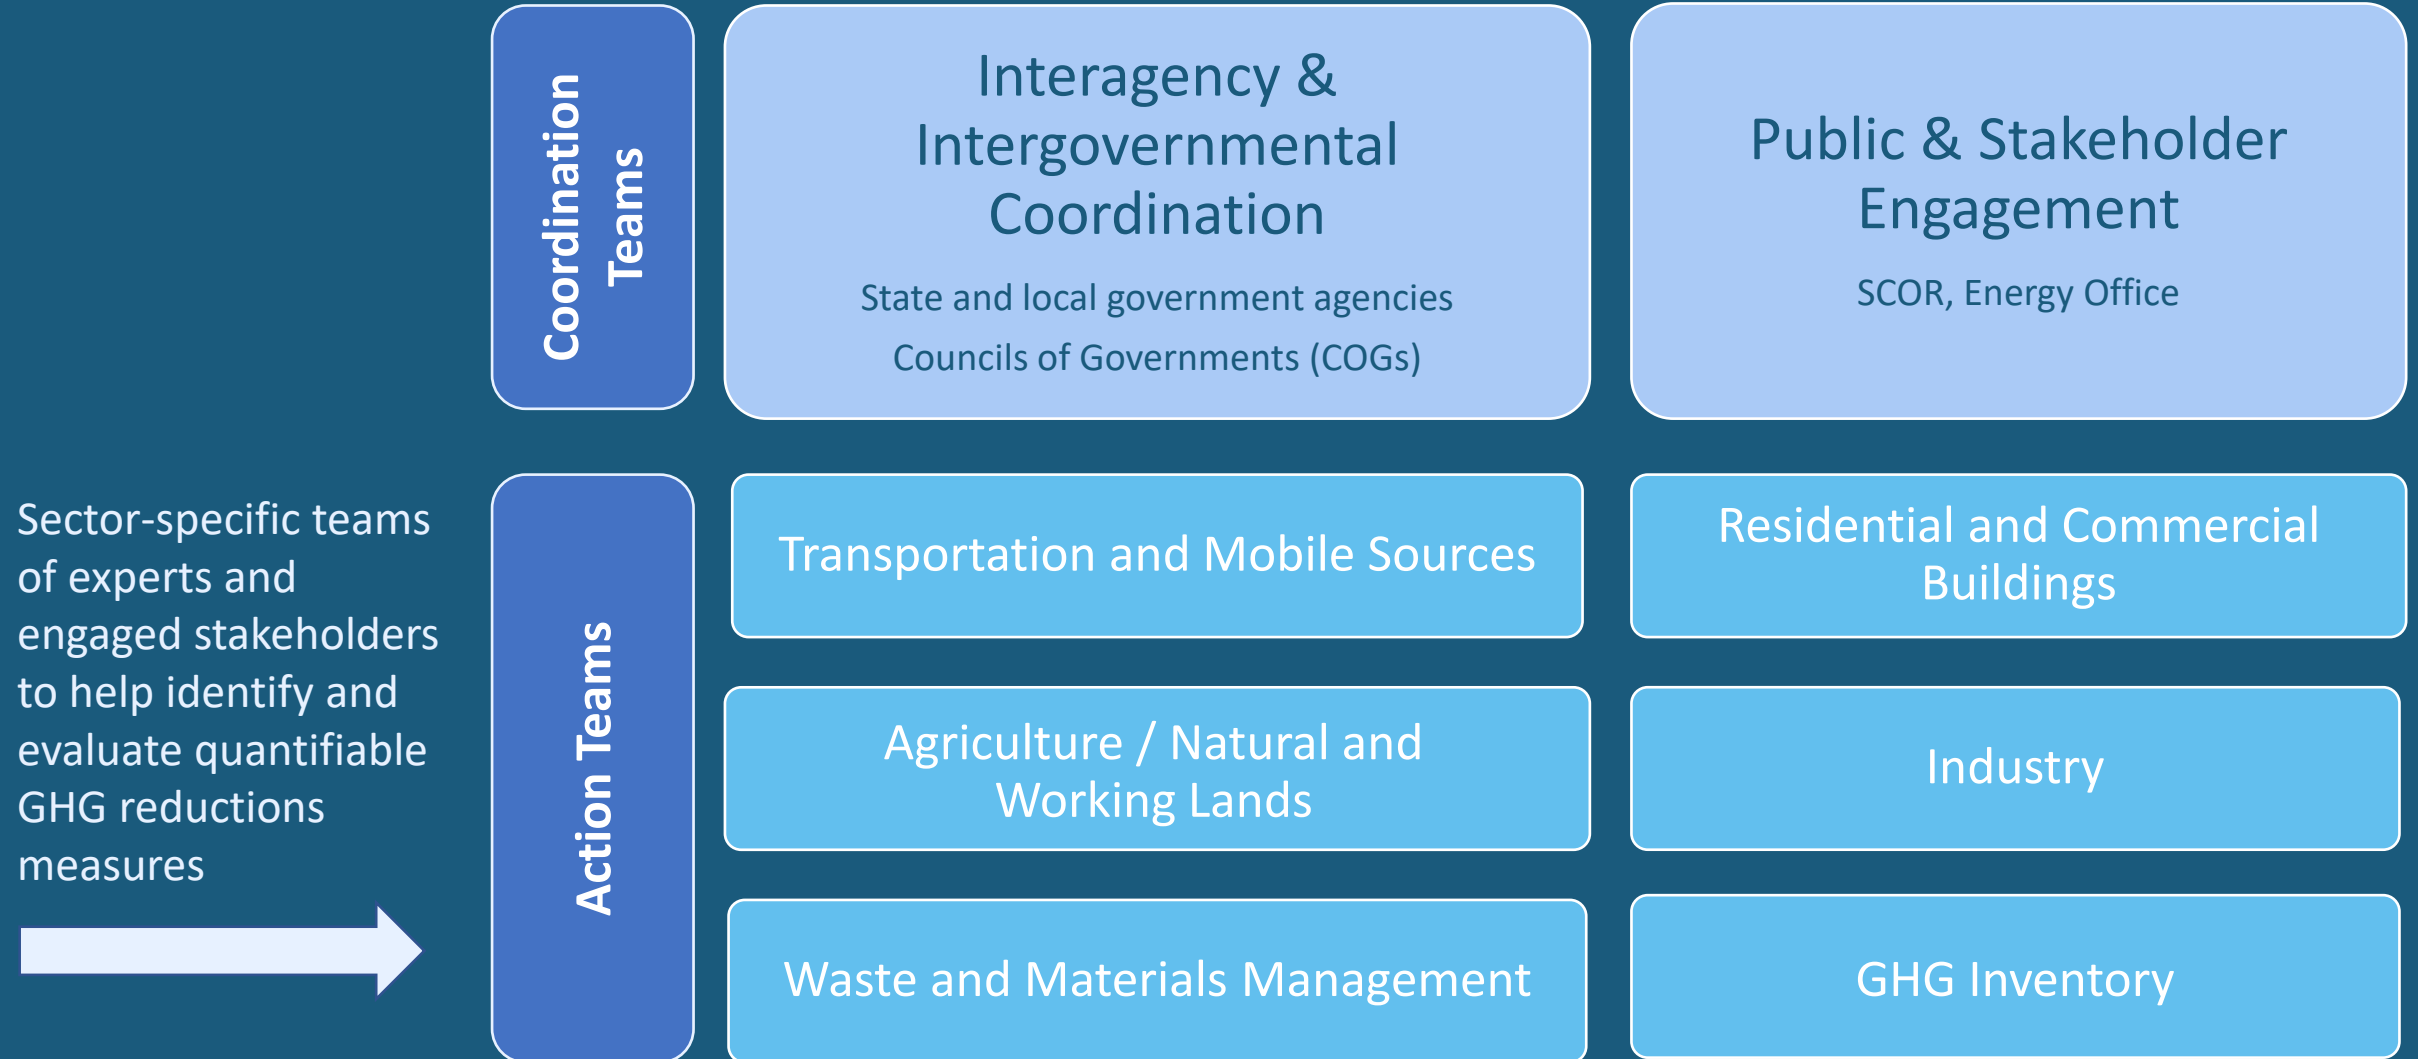 Coordination
Teams
Interagency &
Intergovernmental
Coordination
State and local government agencies
Councils of Governments (COGs)
Public & Stakeholder
Engagement
SCOR, Energy Office
Sector-specific teams
of experts and
engaged stakeholders
to help identify and
evaluate quantifiable
GHG reductions
measures
Action Teams
Transportation and Mobile Sources
Residential and Commercial
Buildings
Agriculture / Natural and
Working Lands
Industry
Waste and Materials Management
GHG Inventory